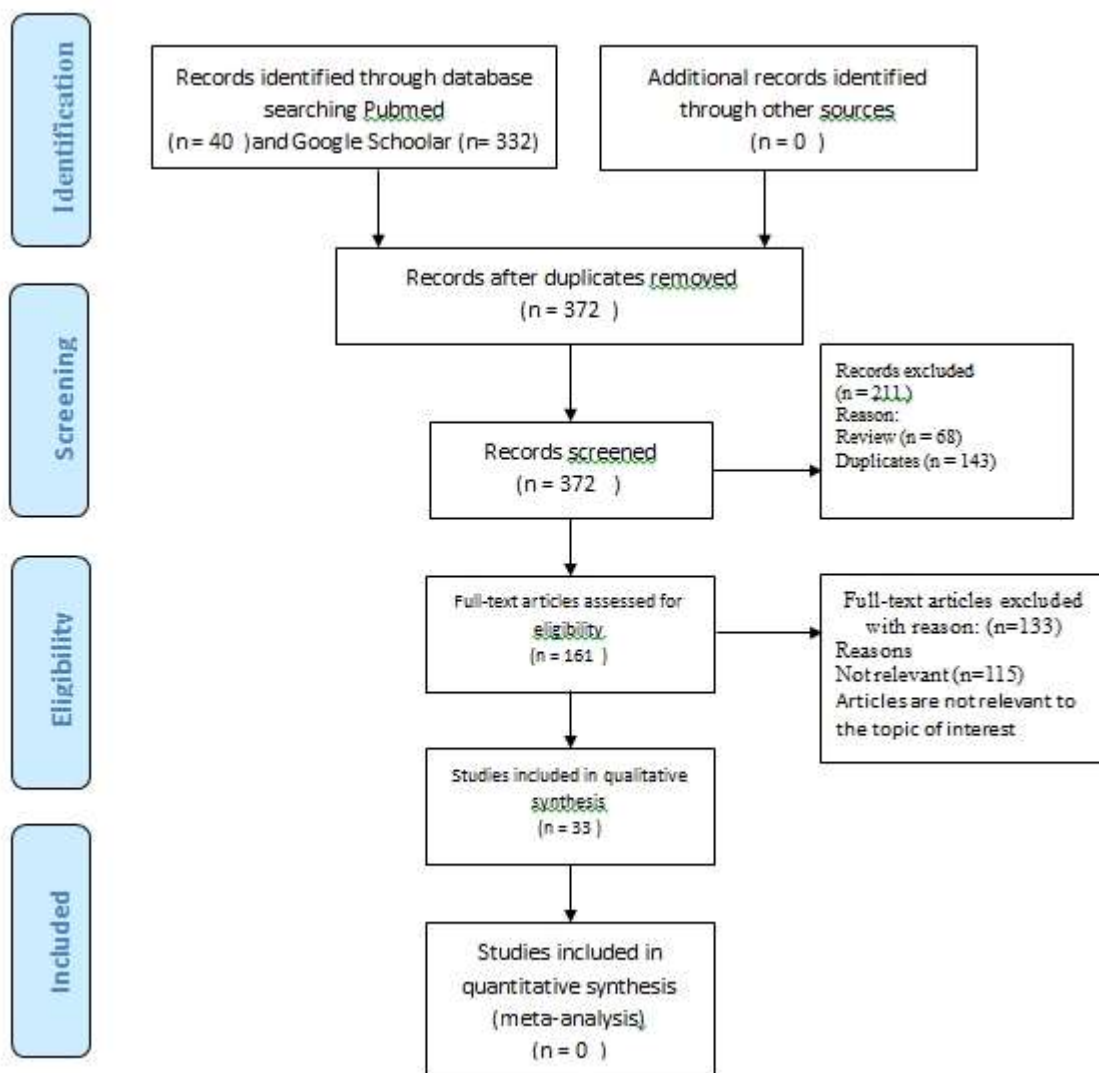 Identification
Records identified through database
searching Pubmed
(n = 40 )and Google Schoolar (n= 332)
Additional records identified
through other sources
(n = 0 )
Records after duplicates removed
(n = 372 )
Screening
Records screened
(n = 372 )
Records excluded
(n = 211)
Reason:
Review (n = 68)
Duplicates (n = 143)
Eligibility
Full-text articles assessed for
eligibility
(n = 161 )
Full-text articles excluded
with reason: (n=133)
Reasons
Not relevant (n=115)
Articles are not relevant to
the topic of interest
Studies included in qualitative
synthesis
(n = 33 )
Included
Studies included in
quantitative synthesis
(meta-analysis)
(n = 0 )